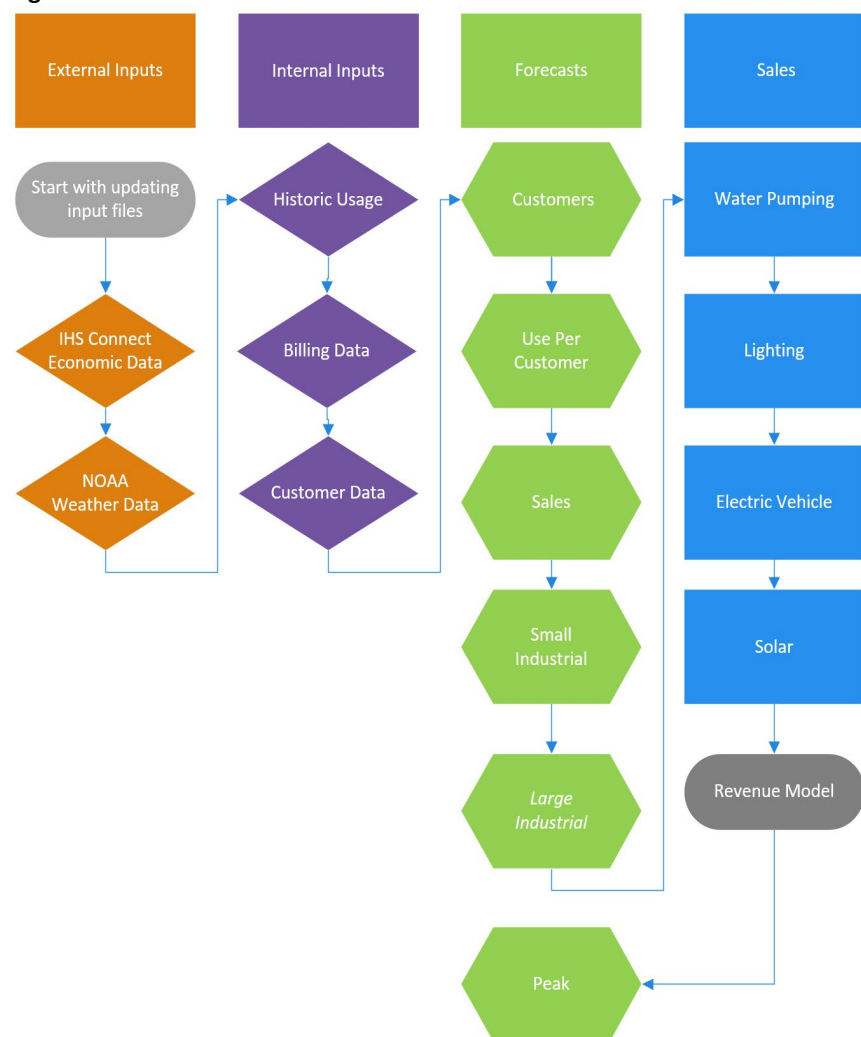 External Inputs
Internal Inputs
Forecasts
Sales
Start with updating
input files
Historic Usage
Customers
Water Pumping
IHS Connect
Economic Data
Billing Data
Use Per
Customer
Lighting
NOAA
Weather Data
Customer Data
Sales
Electric Vehicle
Small
Industrial
Solar
Large
Industrial
Revenue Model
Peak